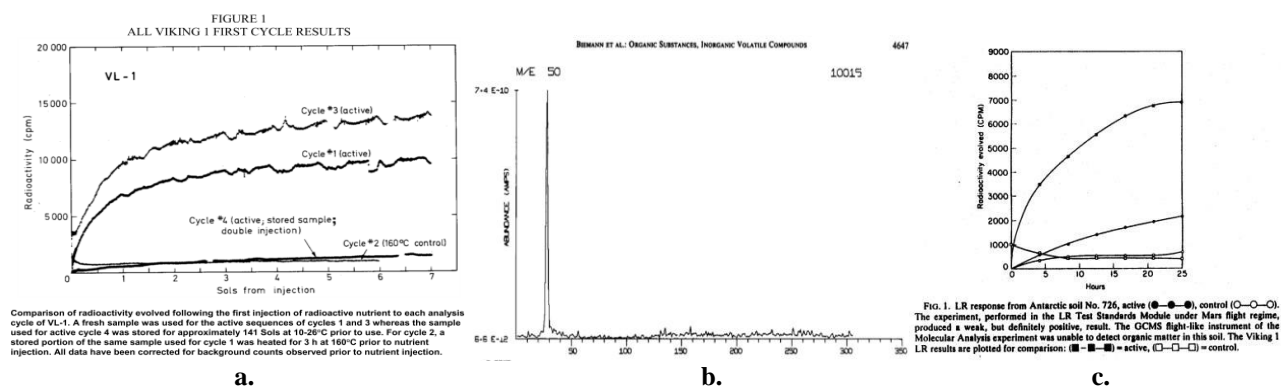 FIGURE 1
ALL VIKING 1 FIRST CYCLE RESULTS
20 000
15 000
10 000
5 000
0
Radioactivity (cpm)
VL-1
Cycle #3 (active)
Cycle #1 (active)
Cycle #4 (active; stored sample;
double injection)
Cycle #2 (160°C control)
0 1 2 3 4 5 6 7
Sols from injection
Comparison of radioactivity evolved following the first injection of radioactive nutrient to each analysis
cycle of VL-1. A fresh sample was used for the active sequences of cycles 1 and 3 whereas the sample
used for active cycle 4 was stored for approximately 141 Sols at 10-26°C prior to use. For cycle 2, a
stored portion of the same sample used for cycle 1 was heated for 3 h at 160°C prior to nutrient
injection. All data have been corrected for background counts observed prior to nutrient injection.
a.
BIEMANN ET AL.: ORGANIC SUBSTANCES, INORGANIC VOLATILE COMPOUNDS 4647
M/E 50 10015
7.4 E-10
ABUNDANCE (AMPS)
6.6 E-12
50 100 150 200 250 300 350
b.
9000
8000
7000
6000
5000
4000
3000
2000
1000
0
Radioactivity evolved (CPM)
0 5 10 15 20 25
Hours
FIG. 1. LR response from Antarctic soil No. 726, active (●—●—●), control (○—○—○).
The experiment, performed in the LR Test Standards Module under Mars flight regime,
produced a weak, but definitely positive, result. The GCMS flight-like instrument of the
Molecular Analysis experiment was unable to detect organic matter in this soil. The Viking 1
LR results are plotted for comparison: (■–■–■) = active, (□—□—□) = control.
c.